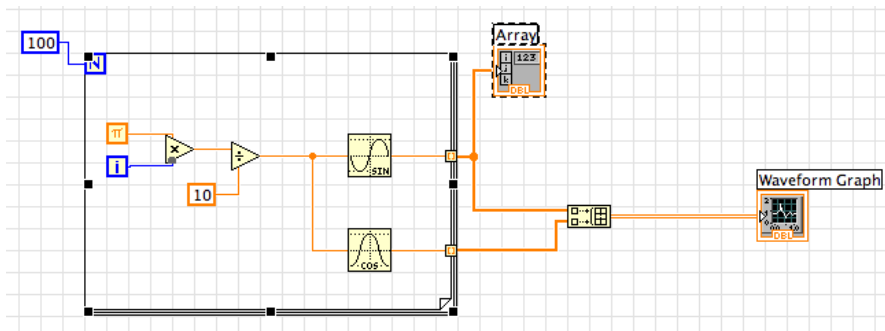 Array
100
N
i 123
j
k
DBL
π
×
i
÷
10
SIN
COS
Waveform Graph
DBL